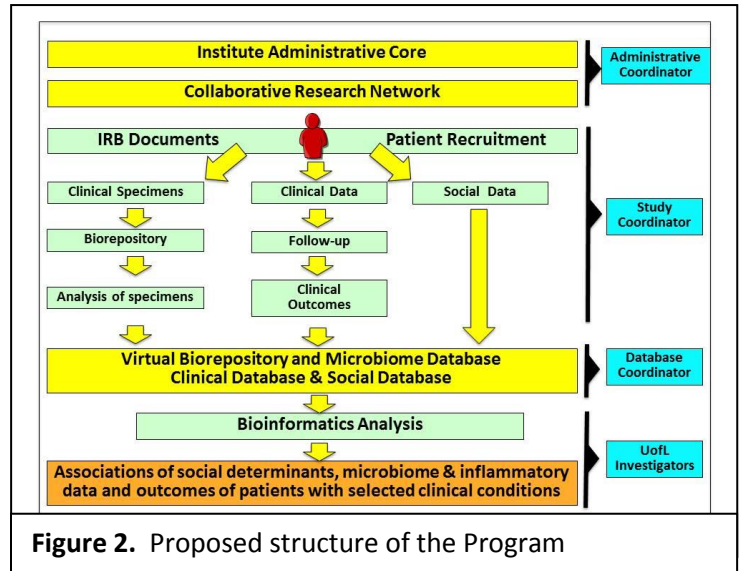 Institute Administrative Core
Administrative
Coordinator
Collaborative Research Network
IRB Documents
Patient Recruitment
Clinical Specimens
Clinical Data
Social Data
Biorepository
Follow-up
Study
Coordinator
Analysis of specimens
Clinical
Outcomes
Virtual Biorepository and Microbiome Database
Clinical Database & Social Database
Database
Coordinator
Bioinformatics Analysis
UofL
Investigators
Associations of social determinants, microbiome & inflammatory
data and outcomes of patients with selected clinical conditions
Figure 2. Proposed structure of the Program